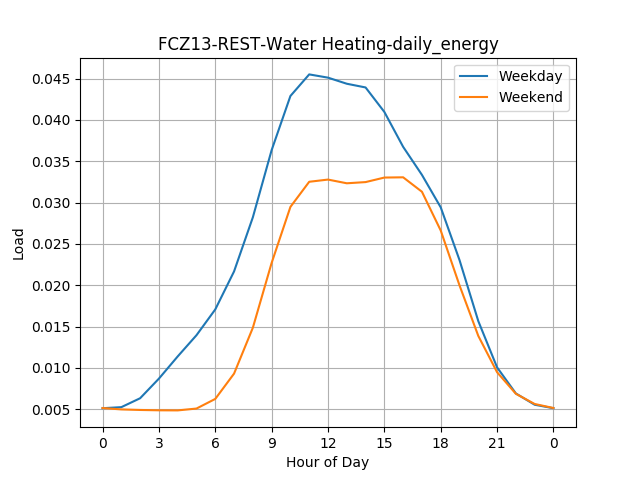 FCZ13-REST-Water Heating-daily_energy
Weekday
Weekend
0.045
0.040
0.035
0.030
0.025
0.020
0.015
0.010
0.005
Load
0 3 6 9 12 15 18 21 0
Hour of Day